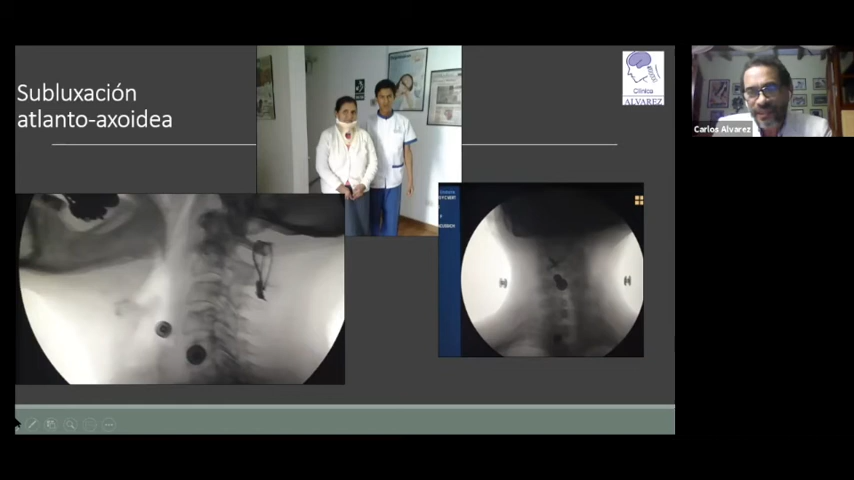 Subluxación
atlanto-axoidea
Clínica
ALVAREZ
Carlos Alvarez